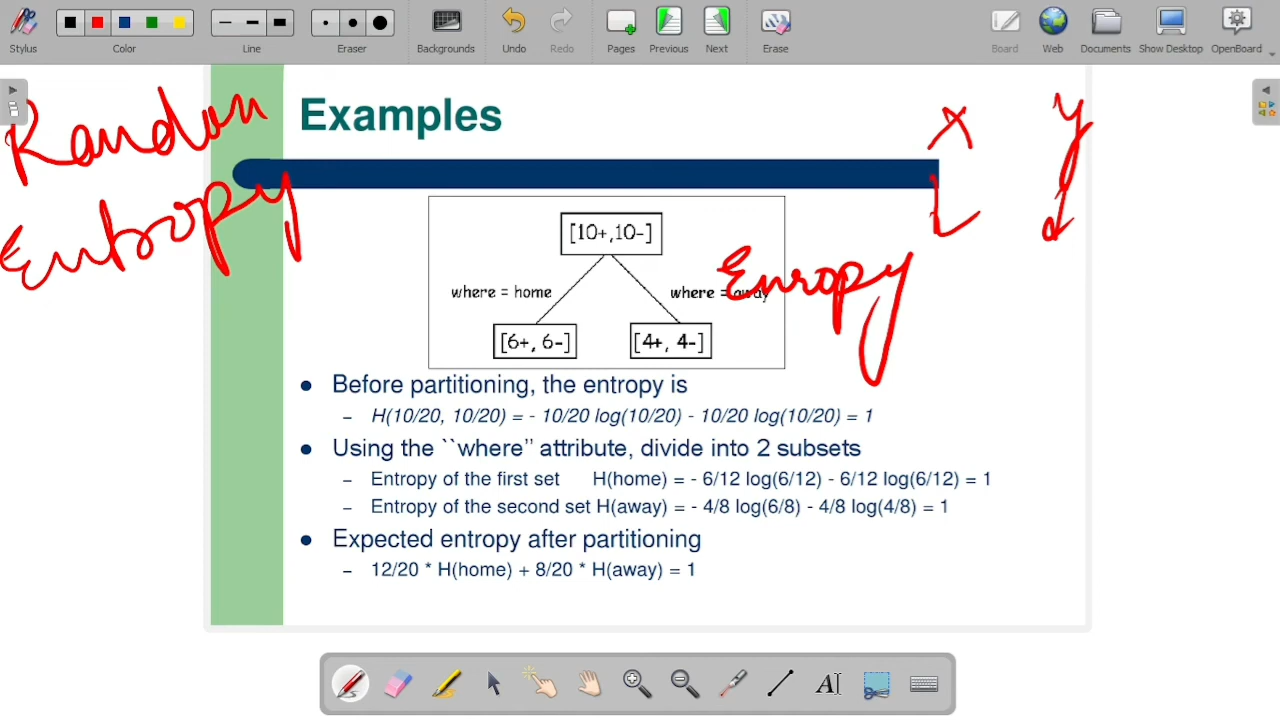 Stylus Color Line Eraser Backgrounds Undo Redo Pages Previous Next Erase Board Web Documents Show Desktop OpenBoard
Examples
Random
Entropy
x y
[10+,10-]
Enropy
where = home where = away
[6+, 6-] [4+, 4-]
● Before partitioning, the entropy is
– H(10/20, 10/20) = - 10/20 log(10/20) - 10/20 log(10/20) = 1
● Using the ``where'' attribute, divide into 2 subsets
– Entropy of the first set H(home) = - 6/12 log(6/12) - 6/12 log(6/12) = 1
– Entropy of the second set H(away) = - 4/8 log(6/8) - 4/8 log(4/8) = 1
● Expected entropy after partitioning
– 12/20 * H(home) + 8/20 * H(away) = 1